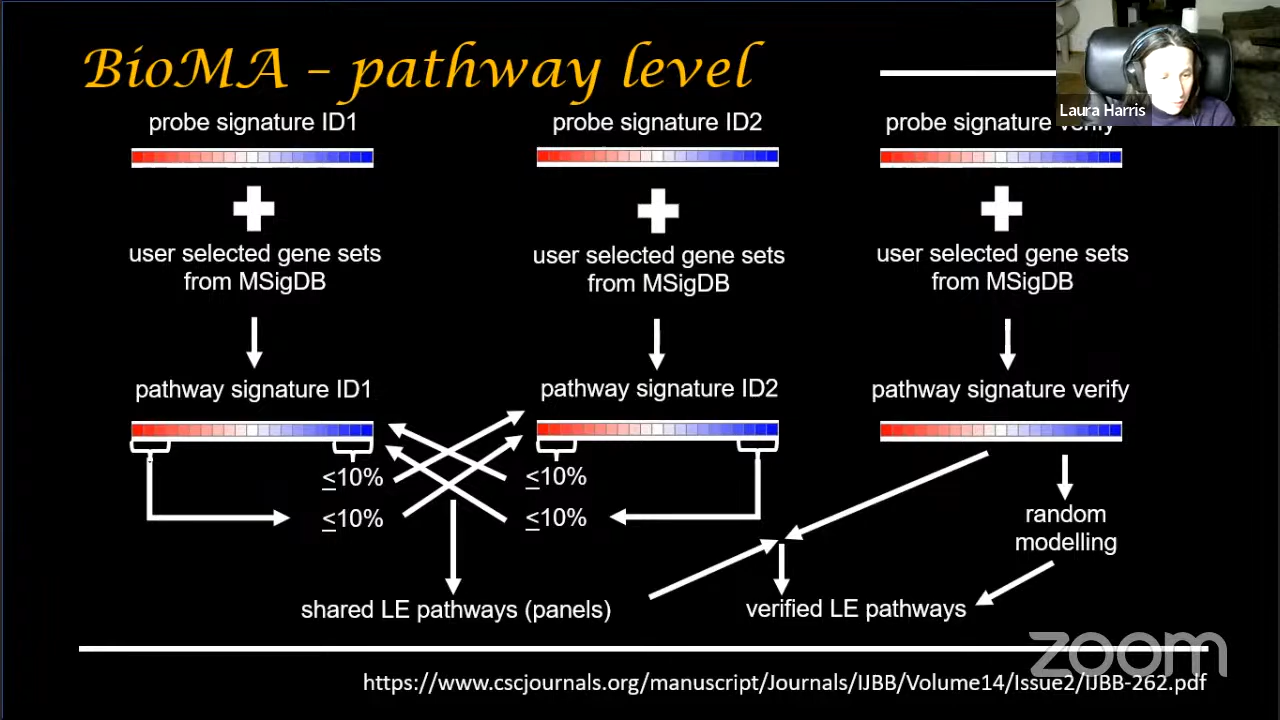 BioMA – pathway level
Laura Harris
probe signature ID1
probe signature ID2
probe signature verify
user selected gene sets
from MSigDB
user selected gene sets
from MSigDB
user selected gene sets
from MSigDB
pathway signature ID1
pathway signature ID2
pathway signature verify
≤10%
≤10%
≤10%
≤10%
random
modelling
shared LE pathways (panels)
verified LE pathways
zoom
https://www.cscjournals.org/manuscript/Journals/IJBB/Volume14/Issue2/IJBB-262.pdf